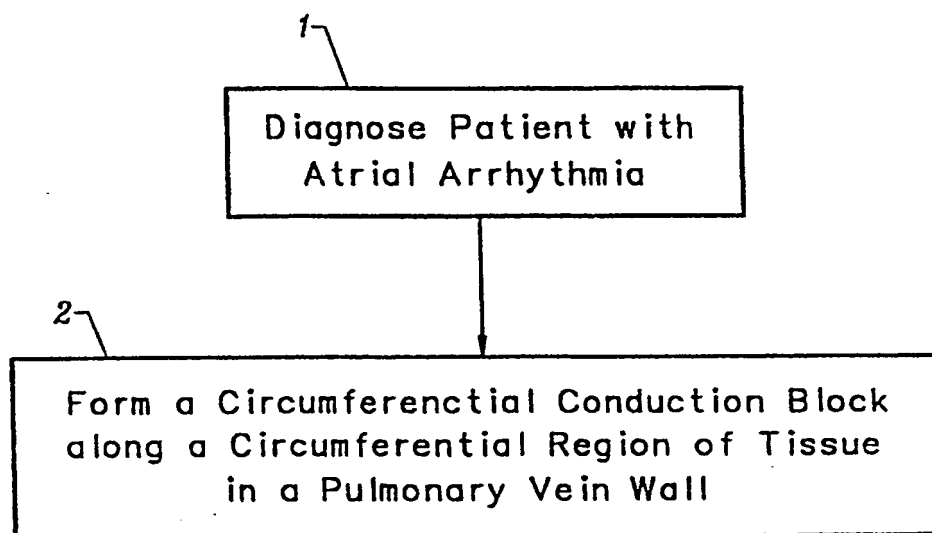 1
Diagnose Patient with
Atrial Arrhythmia
2
Form a Circumferenctial Conduction Block
along a Circumferential Region of Tissue
in a Pulmonary Vein Wall